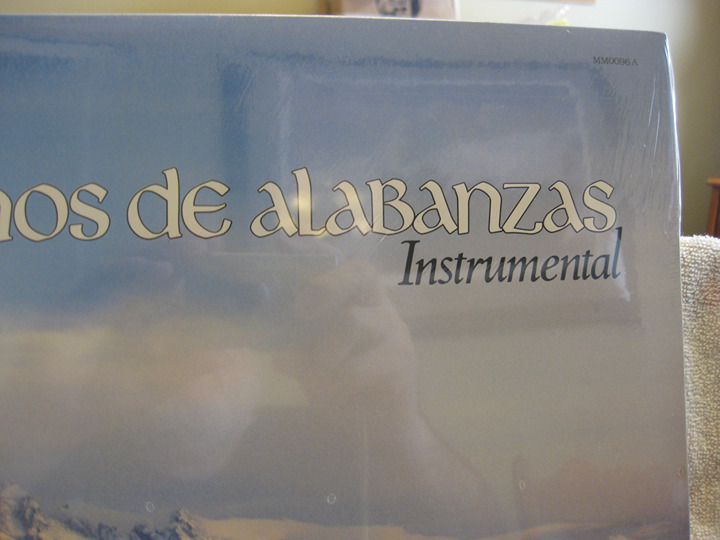 MM0096A
nos de alabanzas
Instrumental